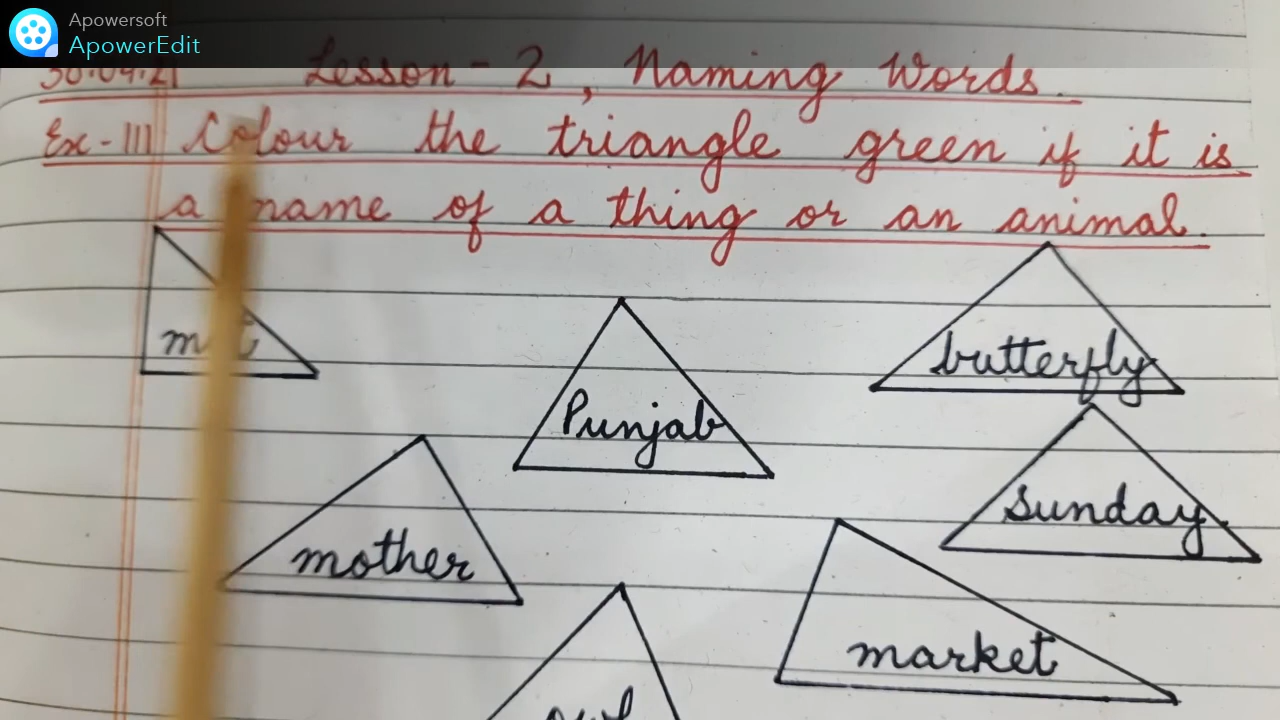 Apowersoft
ApowerEdit
Lesson - 2, Naming Words.
Ex - III Colour the triangle green if it is
a name of a thing or an animal.
butterfly
Punjab
Sunday
mother
market
owl